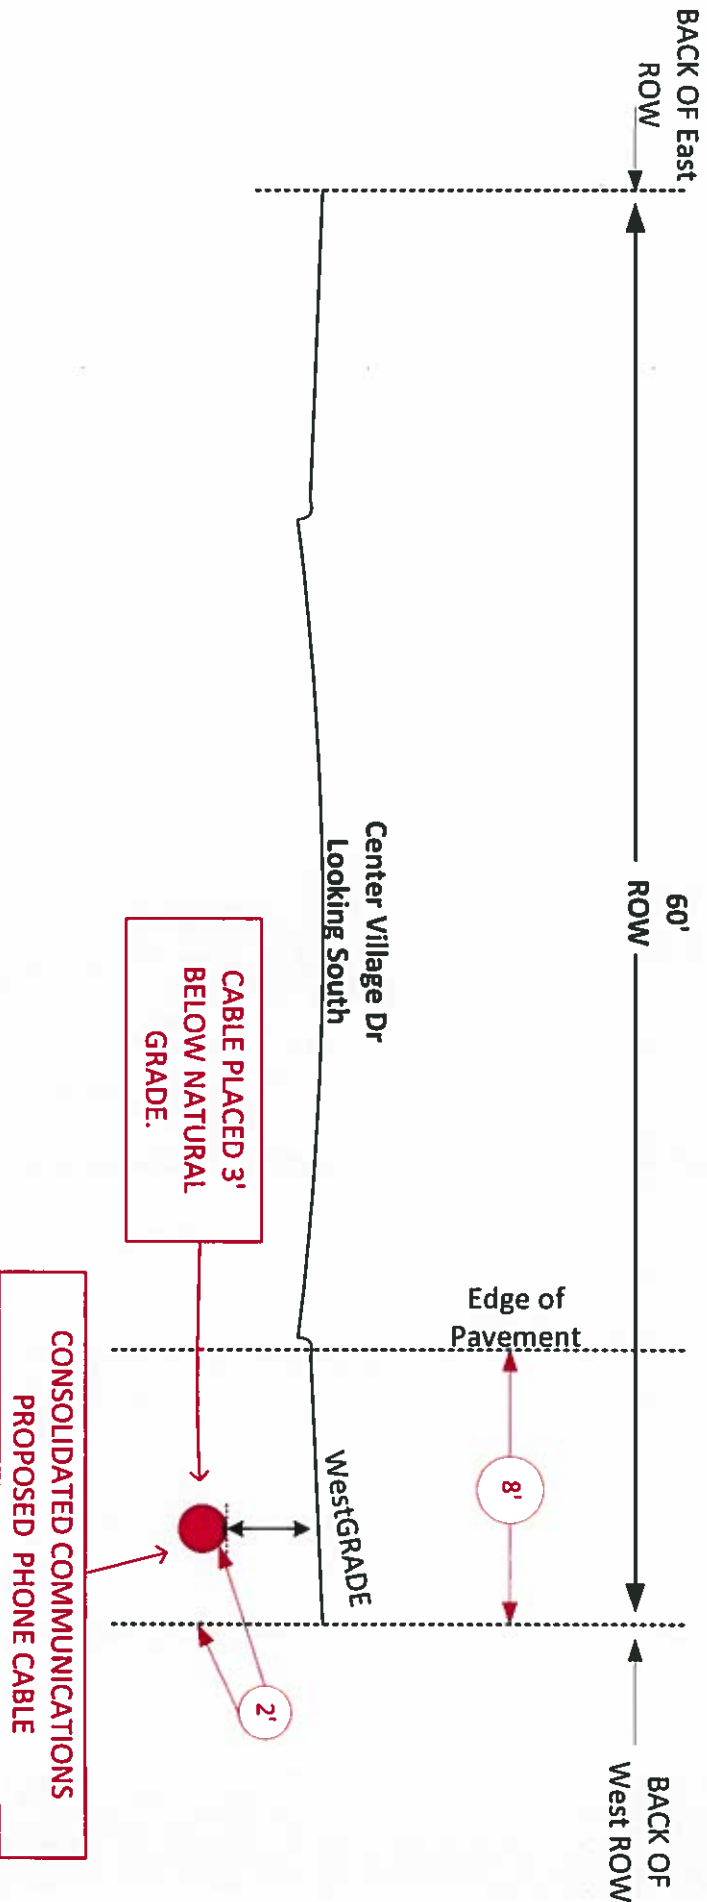 BACK OF East
ROW
60'
ROW
BACK OF
West ROW
Edge of
Pavement
8'
Center Village Dr
Looking South
WestGRADE
CABLE PLACED 3'
BELOW NATURAL
GRADE.
2'
CONSOLIDATED COMMUNICATIONS
PROPOSED PHONE CABLE